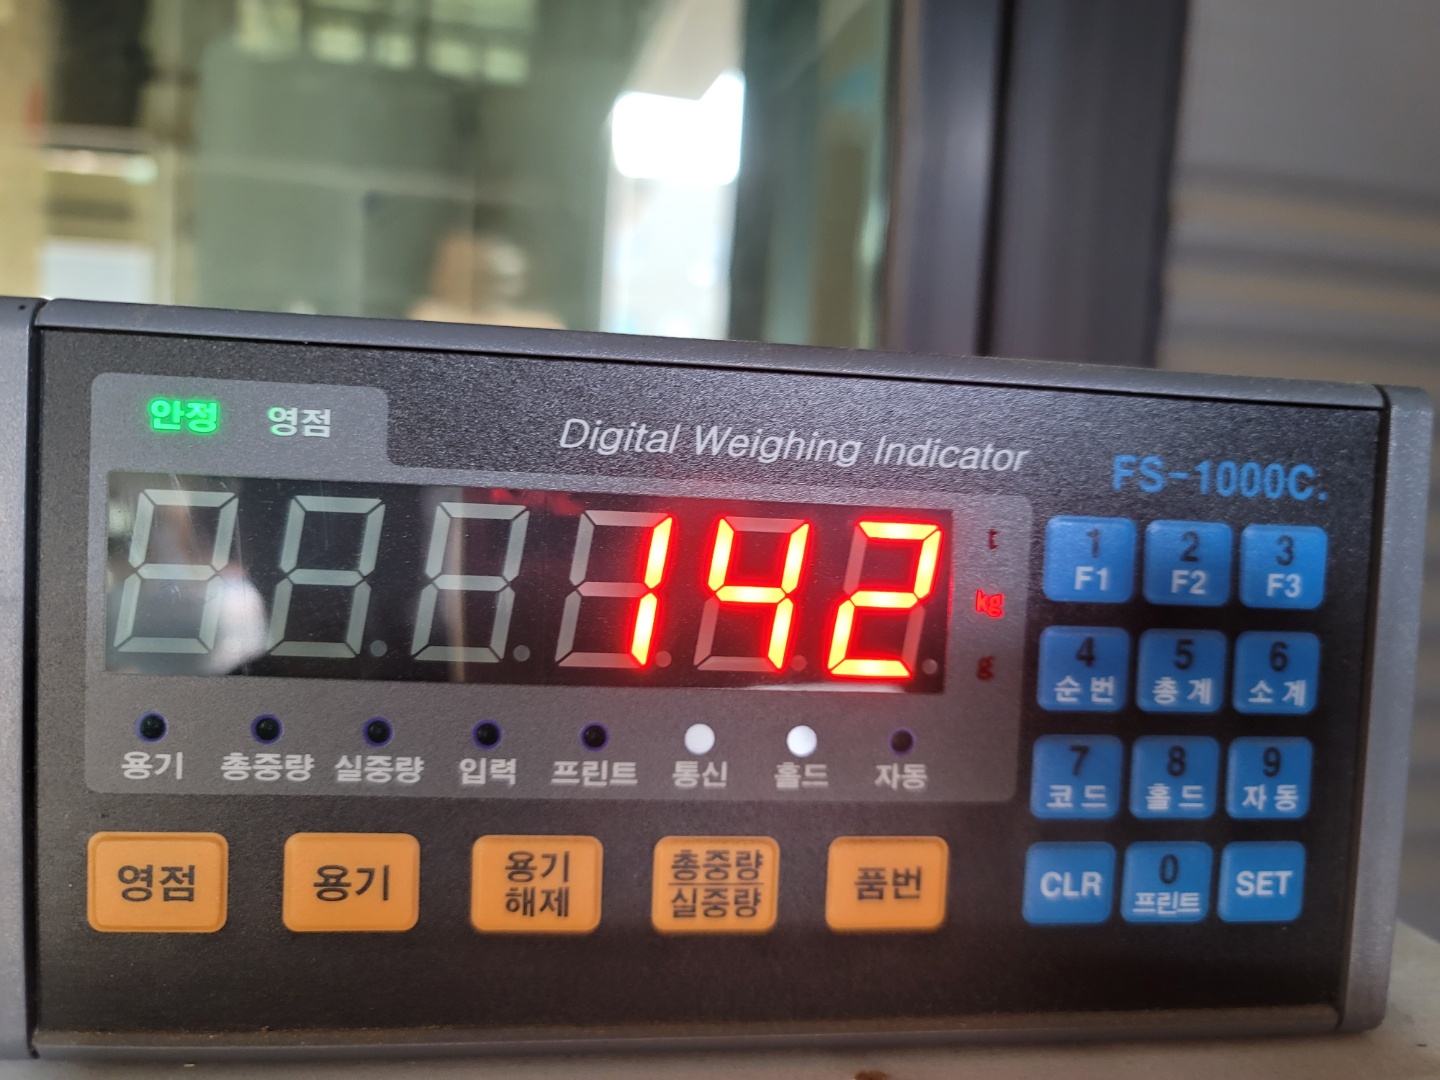 안정 영점
Digital Weighing Indicator
FS-1000C.
142
t
kg
g
용기 총중량 실중량 입력 프린트 통신 홀드 자동
영점 용기 용기 해제 총중량 실중량 품번
1 F1 2 F2 3 F3
4 순번 5 총계 6 소계
7 코드 8 홀드 9 자동
CLR 0 프린트 SET